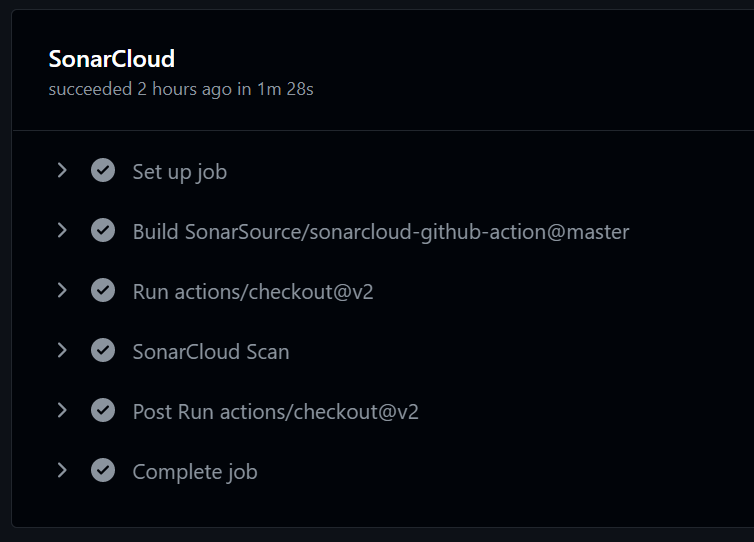 SonarCloud
succeeded 2 hours ago in 1m 28s
Set up job
Build SonarSource/sonarcloud-github-action@master
Run actions/checkout@v2
SonarCloud Scan
Post Run actions/checkout@v2
Complete job